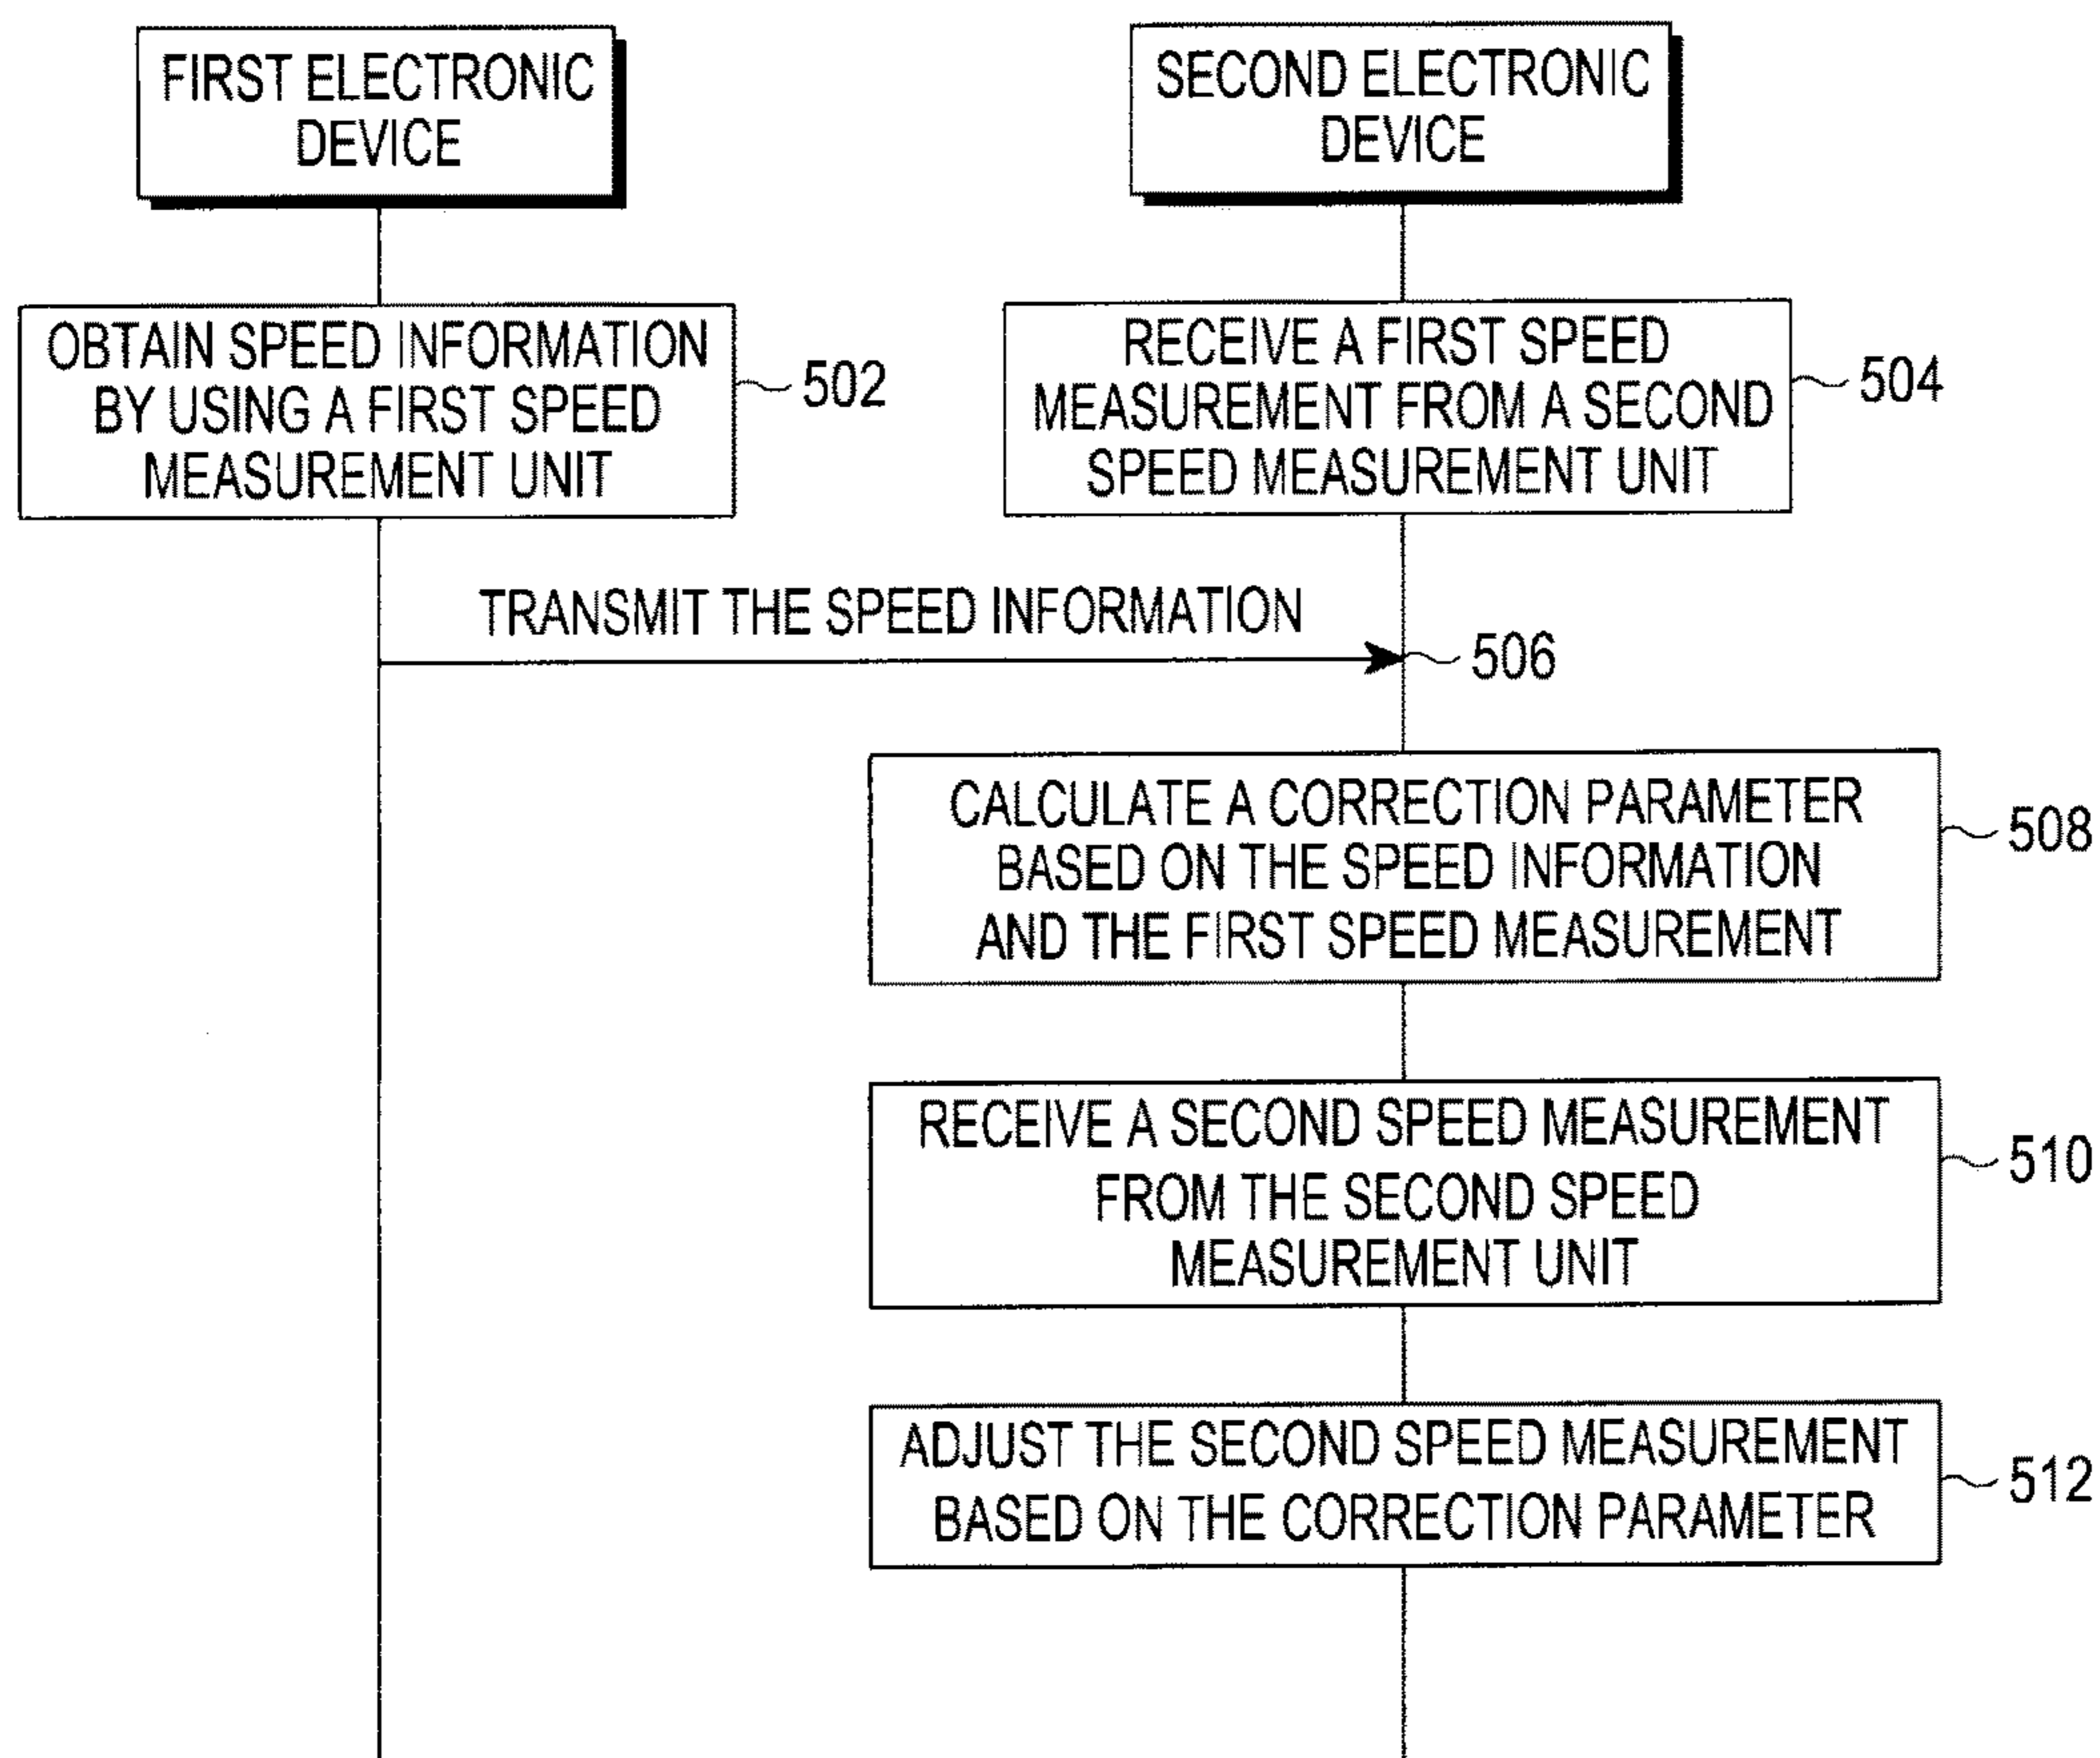 FIRST ELECTRONIC
DEVICE
SECOND ELECTRONIC
DEVICE
OBTAIN SPEED INFORMATION
BY USING A FIRST SPEED
MEASUREMENT UNIT
502
RECEIVE A FIRST SPEED
MEASUREMENT FROM A SECOND
SPEED MEASUREMENT UNIT
504
TRANSMIT THE SPEED INFORMATION
506
CALCULATE A CORRECTION PARAMETER
BASED ON THE SPEED INFORMATION
AND THE FIRST SPEED MEASUREMENT
508
RECEIVE A SECOND SPEED MEASUREMENT
FROM THE SECOND SPEED
MEASUREMENT UNIT
510
ADJUST THE SECOND SPEED MEASUREMENT
BASED ON THE CORRECTION PARAMETER
512